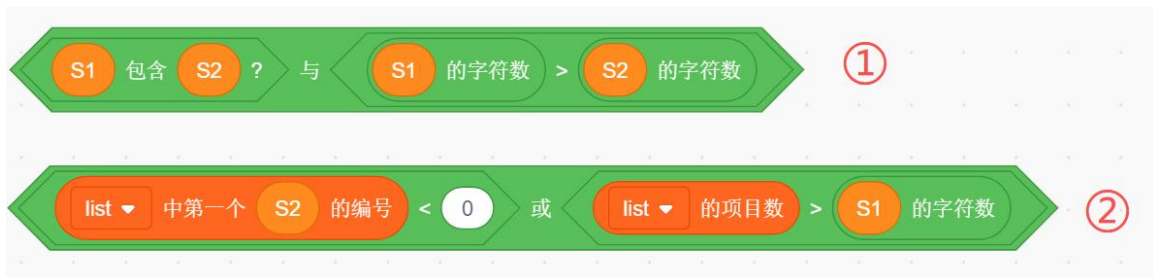 S1 包含 S2 ? 与 S1 的字符数 > S2 的字符数 ①
list 中第一个 S2 的编号 < 0 或 list 的项目数 > S1 的字符数 ②